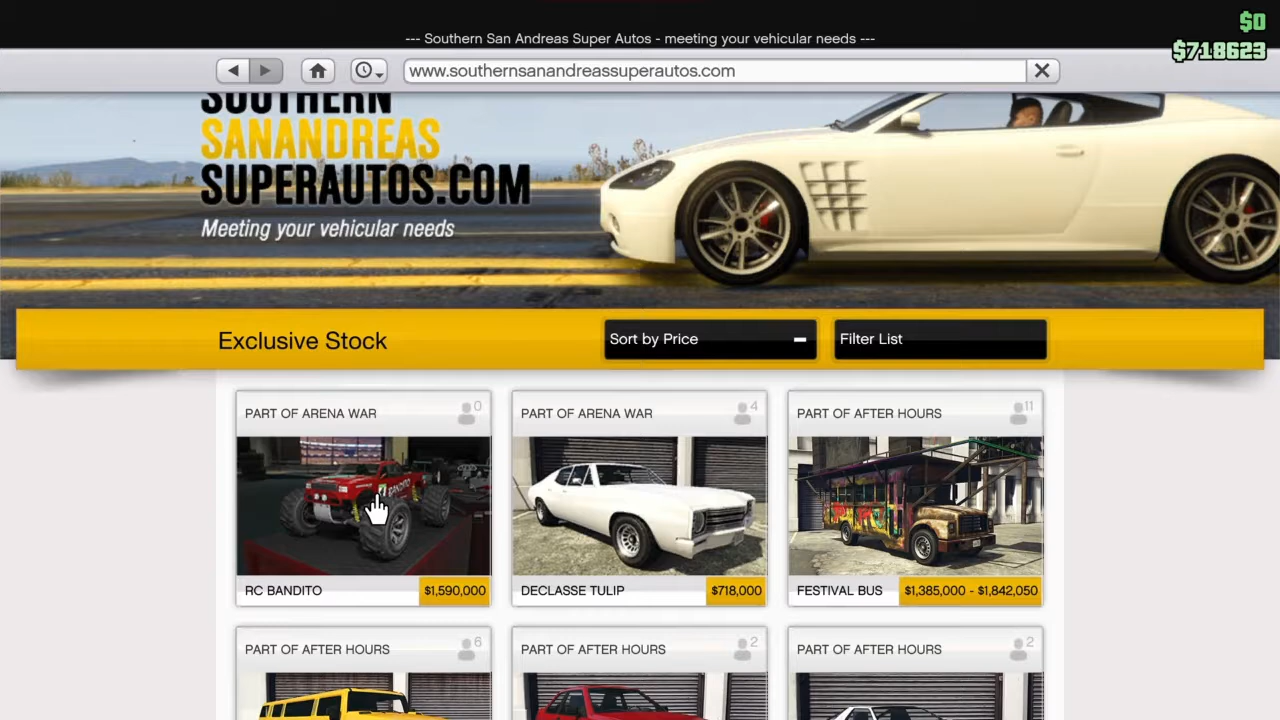 $0
--- Southern San Andreas Super Autos - meeting your vehicular needs ---
$718623
www.southernsanandreassuperautos.com
SOUTHERN
SANANDREAS
SUPERAUTOS.COM
Meeting your vehicular needs
Exclusive Stock
Sort by Price
Filter List
PART OF ARENA WAR
0
PART OF ARENA WAR
4
PART OF AFTER HOURS
11
BANDITO
RC BANDITO
$1,590,000
DECLASSE TULIP
$718,000
FESTIVAL BUS
$1,385,000 - $1,842,050
PART OF AFTER HOURS
6
PART OF AFTER HOURS
2
PART OF AFTER HOURS
2